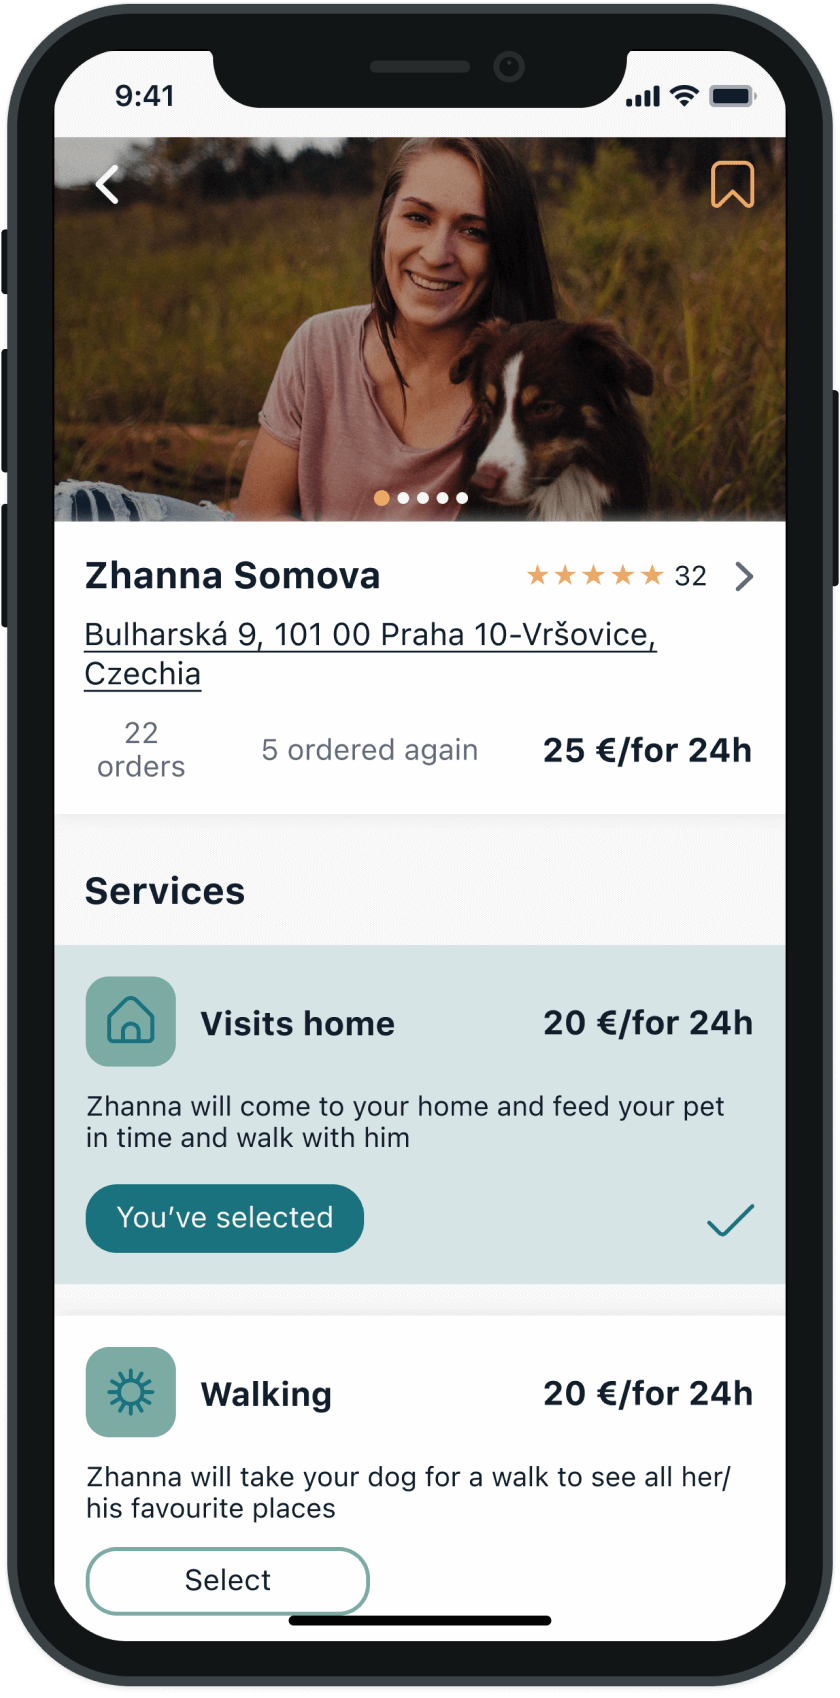 9:41
Zhanna Somova
32
Bulharská 9, 101 00 Praha 10-Vršovice,
Czechia
22
orders
5 ordered again
25 €/for 24h
Services
Visits home
20 €/for 24h
Zhanna will come to your home and feed your pet
in time and walk with him
You’ve selected
Walking
20 €/for 24h
Zhanna will take your dog for a walk to see all her/
his favourite places
Select